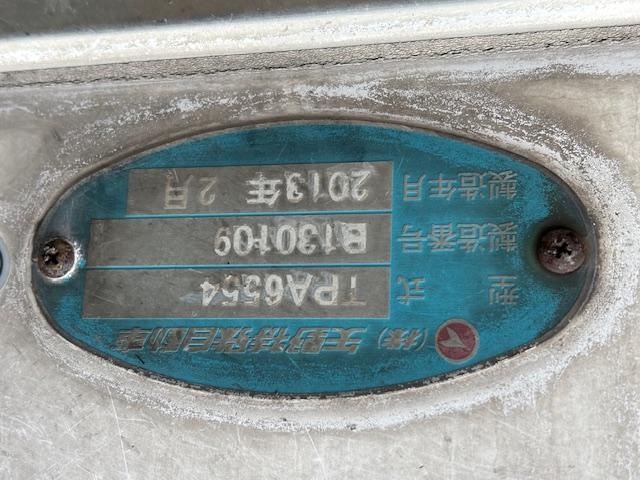 (株)矢野特殊自動車
型 式 TPA6554
製造番号 B130109
製造年月 2013年 2月